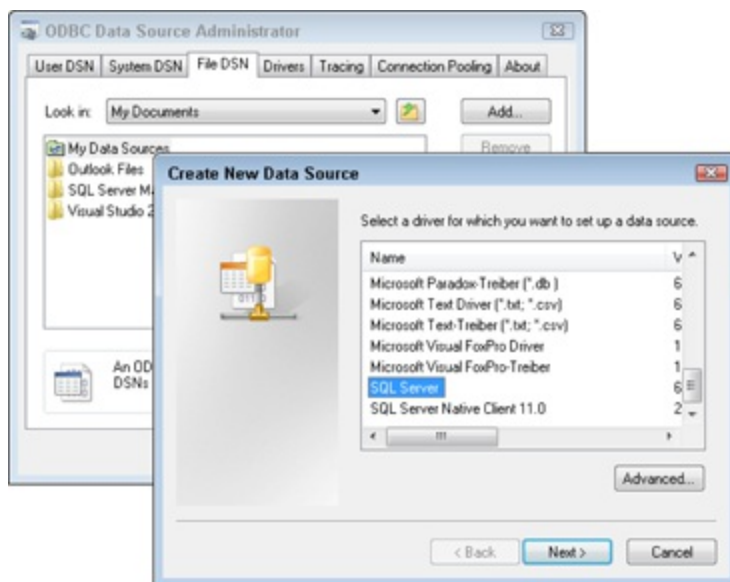 ODBC Data Source Administrator
User DSN System DSN File DSN Drivers Tracing Connection Pooling About
Look in: My Documents Add...
My Data Sources Remove
Outlook Files
SQL Server M
Visual Studio 2
An OD
DSNs
Create New Data Source
Select a driver for which you want to set up a data source.
Name V
Microsoft Paradox-Treiber (*.db ) 6
Microsoft Text Driver (*.txt; *.csv) 6
Microsoft Text-Treiber (*.txt; *.csv) 6
Microsoft Visual FoxPro Driver 1
Microsoft Visual FoxPro-Treiber 1
SQL Server 6
SQL Server Native Client 11.0 2
Advanced...
< Back Next > Cancel